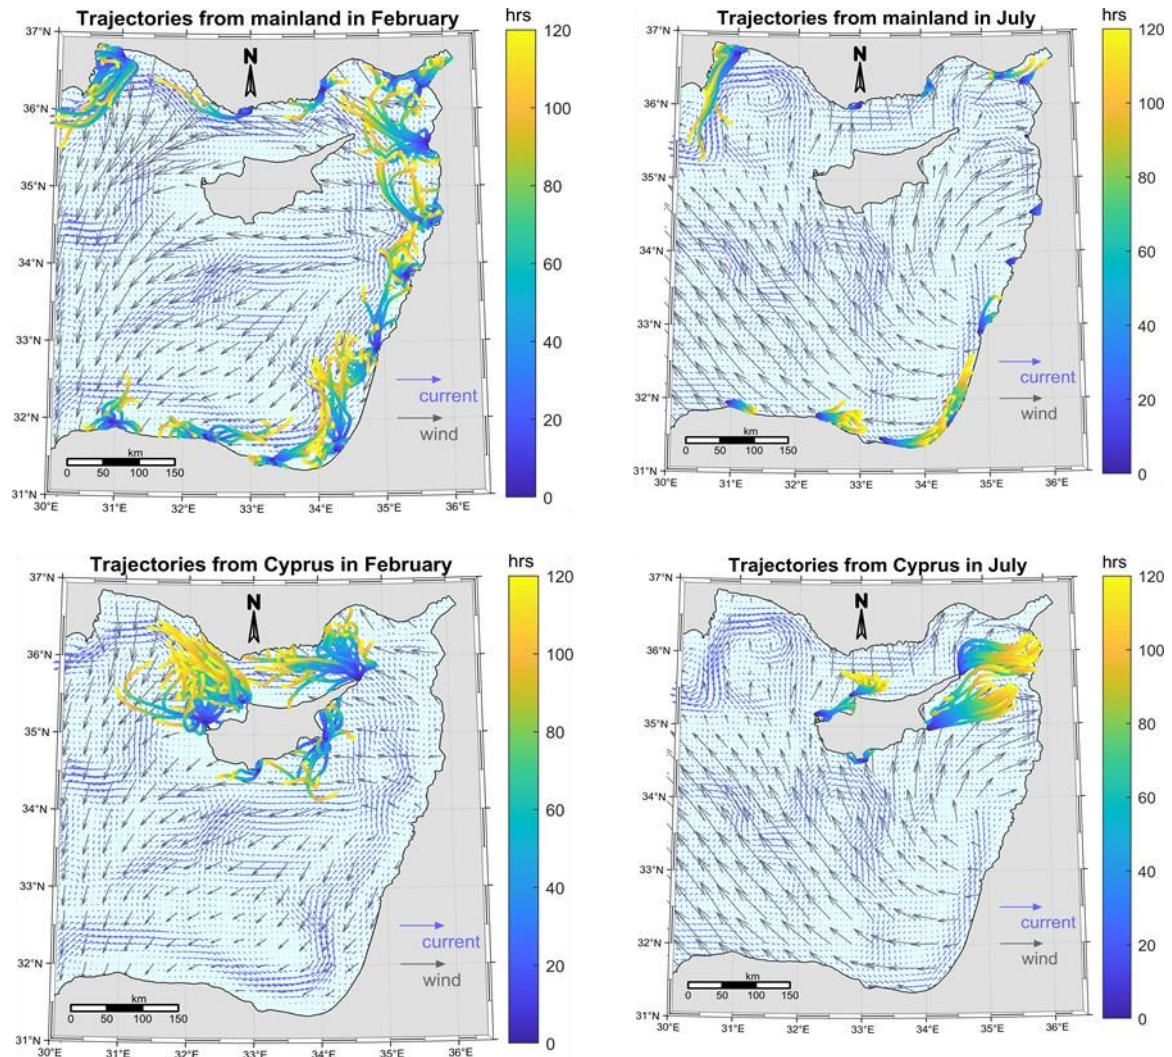 Trajectories from mainland in February
hrs
37°N
36°N
35°N
34°N
33°N
32°N
31°N
30°E
31°E
32°E
33°E
34°E
35°E
36°E
N
current
wind
km
0 50 100 150
120
100
80
60
40
20
0
Trajectories from mainland in July
hrs
37°N
36°N
35°N
34°N
33°N
32°N
31°N
30°E
31°E
32°E
33°E
34°E
35°E
36°E
N
current
wind
km
0 50 100 150
120
100
80
60
40
20
0
Trajectories from Cyprus in February
hrs
37°N
36°N
35°N
34°N
33°N
32°N
31°N
30°E
31°E
32°E
33°E
34°E
35°E
36°E
N
current
wind
km
0 50 100 150
120
100
80
60
40
20
0
Trajectories from Cyprus in July
hrs
37°N
36°N
35°N
34°N
33°N
32°N
31°N
30°E
31°E
32°E
33°E
34°E
35°E
36°E
N
current
wind
km
0 50 100 150
120
100
80
60
40
20
0